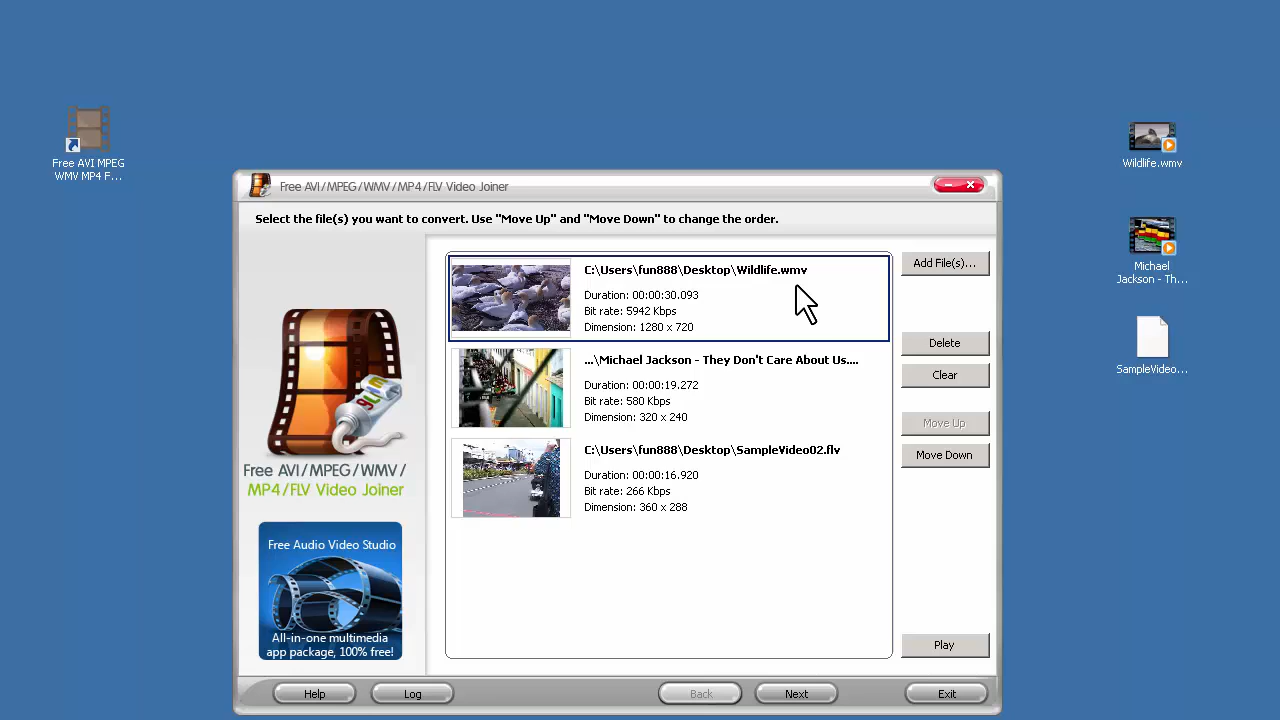 Free AVI MPEG
WMV MP4 F...
Wildlife.wmv
Michael
Jackson - Th...
SampleVideo...
Free AVI/MPEG/WMV/MP4/FLV Video Joiner
Select the file(s) you want to convert. Use "Move Up" and "Move Down" to change the order.
C:\Users\fun888\Desktop\Wildlife.wmv
Duration: 00:00:30.093
Bit rate: 5942 Kbps
Dimension: 1280 x 720
...\Michael Jackson - They Don't Care About Us....
Duration: 00:00:19.272
Bit rate: 580 Kbps
Dimension: 320 x 240
C:\Users\fun888\Desktop\SampleVideo02.flv
Duration: 00:00:16.920
Bit rate: 266 Kbps
Dimension: 360 x 288
Add File(s)...
Delete
Clear
Move Up
Move Down
Play
Free AVI/MPEG/WMV/
MP4/FLV Video Joiner
Free Audio Video Studio
All-in-one multimedia
app package, 100% free!
Help
Log
Back
Next
Exit